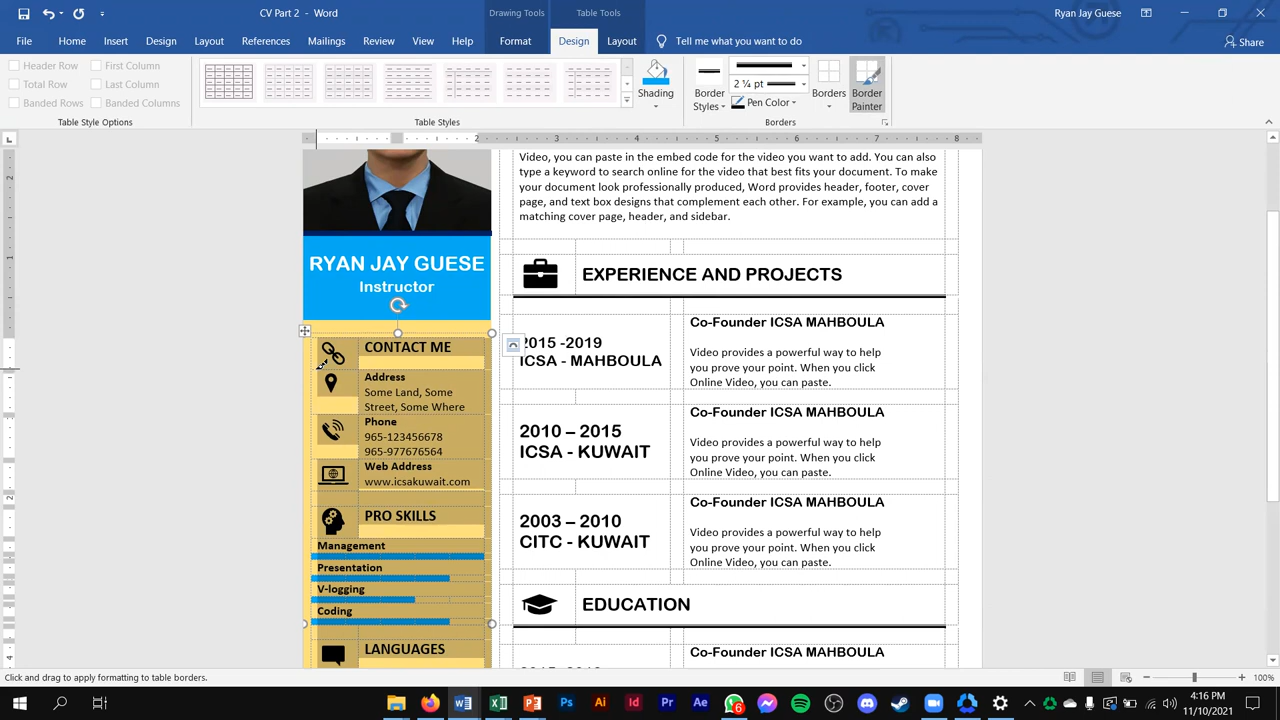 CV Part 2 -
Drawing Tools
Table Tools
Ryan Jay Guese
File
Home
Insert
Design
Layout
References
Mailings
Review
View
Help
Format
Design
Layout
Tell me what you want to do
Share
Header Row
First Column
Total Row
Last Column
Banded Rows
Banded Columns
Table Style Options
Table Styles
Shading
Border
Styles
2 ¼ pt
Pen Color
Borders
Border
Painter
Borders
2 3 4 5 6 7 8
RYAN JAY GUESE
Instructor
CONTACT ME
Address
Some Land, Some
Street, Some Where
Phone
965-123456678
965-977676564
Web Address
www.icsakuwait.com
PRO SKILLS
Management
Presentation
V-logging
Coding
LANGUAGES
Video, you can paste in the embed code for the video you want to add. You can also
type a keyword to search online for the video that best fits your document. To make
your document look professionally produced, Word provides header, footer, cover
page, and text box designs that complement each other. For example, you can add a
matching cover page, header, and sidebar.
EXPERIENCE AND PROJECTS
2015 -2019
ICSA - MAHBOULA
Co-Founder ICSA MAHBOULA
Video provides a powerful way to help
you prove your point. When you click
Online Video, you can paste.
2010 – 2015
ICSA - KUWAIT
Co-Founder ICSA MAHBOULA
Video provides a powerful way to help
you prove your point. When you click
Online Video, you can paste.
2003 – 2010
CITC - KUWAIT
Co-Founder ICSA MAHBOULA
Video provides a powerful way to help
you prove your point. When you click
Online Video, you can paste.
EDUCATION
Co-Founder ICSA MAHBOULA
Click and drag to apply formatting to table borders.
100%
4:16 PM
11/10/2021